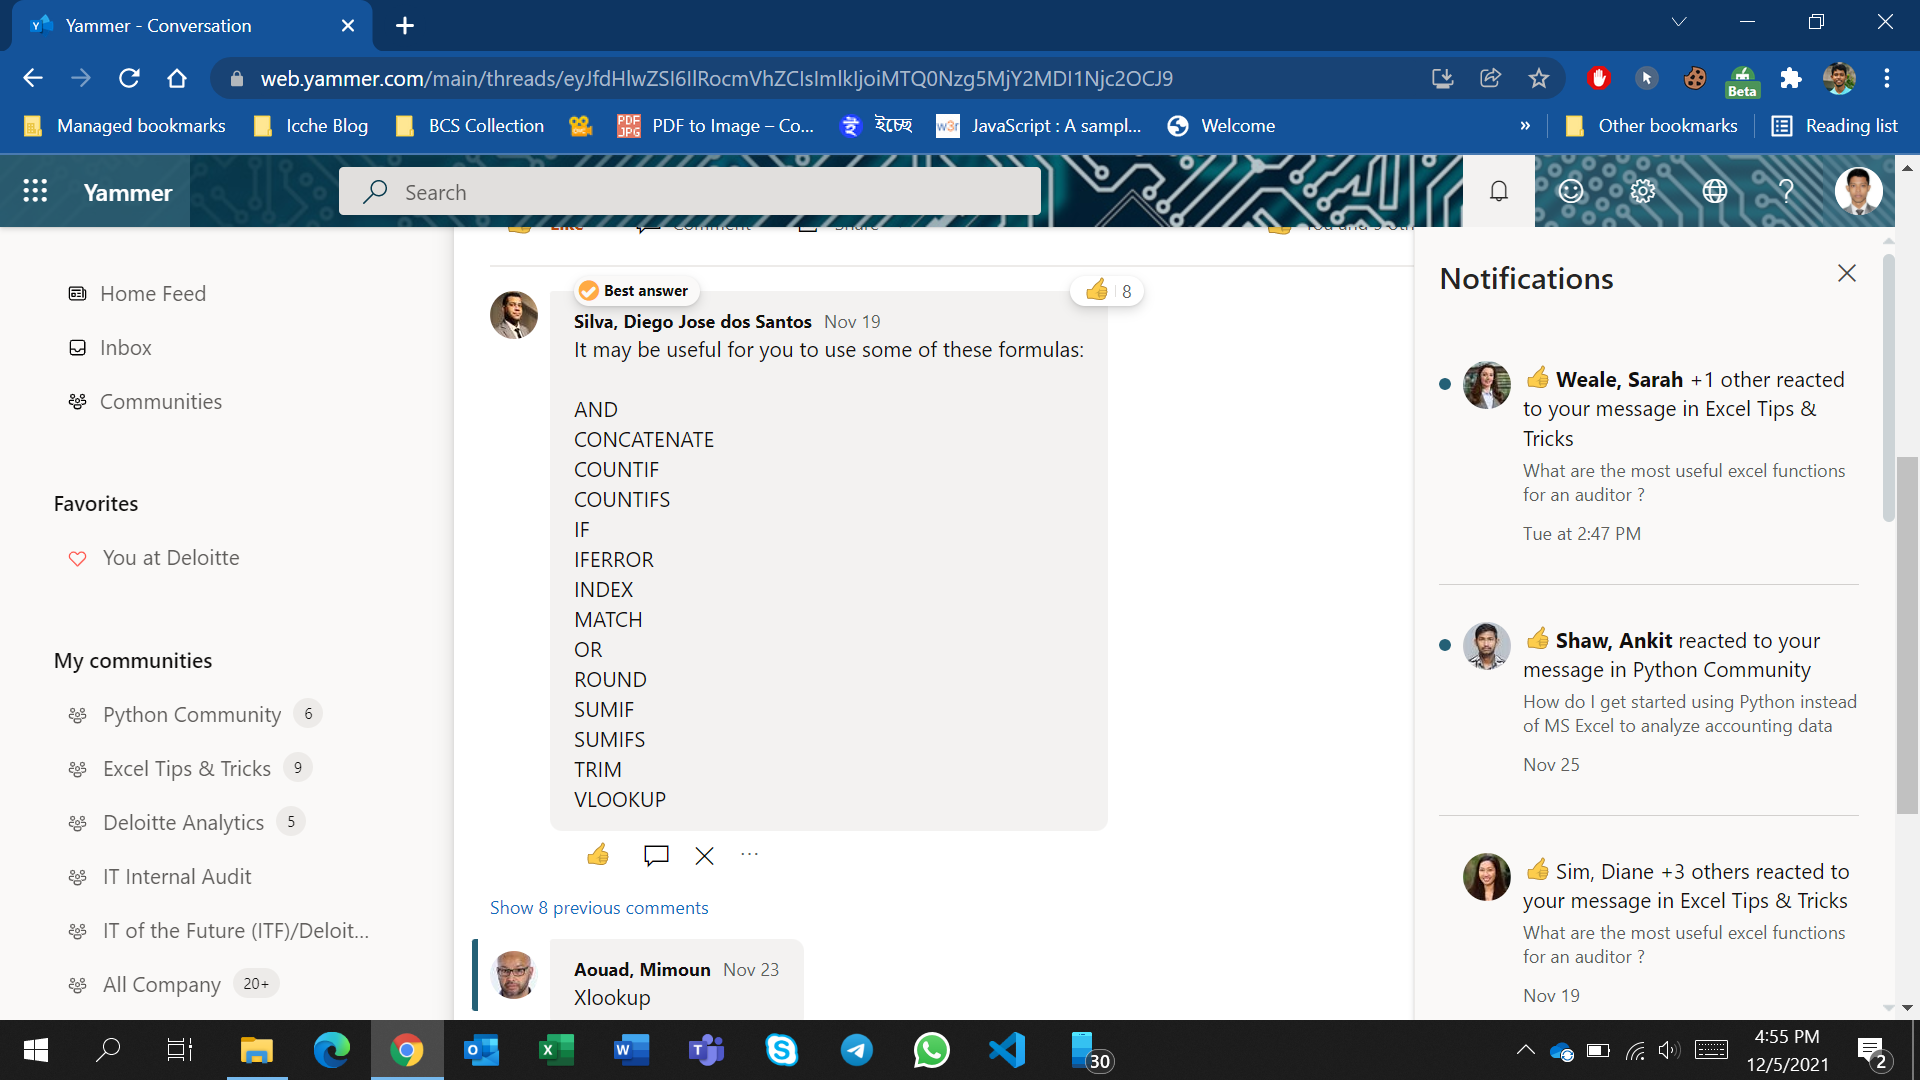 Yammer - Conversation
web.yammer.com/main/threads/eyJfdHlwZSI6IlRocmVhZCIsImlkIjoiMTQ0Nzg5MjY2MDI1Njc2OCJ9
Beta
Managed bookmarks
Icche Blog
BCS Collection
PDF to Image – Co...
ইচ্ছে
JavaScript : A sampl...
Welcome
»
Other bookmarks
Reading list
Yammer
Search
Like
Comment
Share
Home Feed
Inbox
Communities
Favorites
You at Deloitte
My communities
Python Community 6
Excel Tips & Tricks 9
Deloitte Analytics 5
IT Internal Audit
IT of the Future (ITF)/Deloit...
All Company 20+
Best answer
8
Silva, Diego Jose dos Santos Nov 19
It may be useful for you to use some of these formulas:
AND
CONCATENATE
COUNTIF
COUNTIFS
IF
IFERROR
INDEX
MATCH
OR
ROUND
SUMIF
SUMIFS
TRIM
VLOOKUP
Show 8 previous comments
Aouad, Mimoun Nov 23
Xlookup
Notifications
Weale, Sarah +1 other reacted
to your message in Excel Tips &
Tricks
What are the most useful excel functions
for an auditor ?
Tue at 2:47 PM
Shaw, Ankit reacted to your
message in Python Community
How do I get started using Python instead
of MS Excel to analyze accounting data
Nov 25
Sim, Diane +3 others reacted to
your message in Excel Tips & Tricks
What are the most useful excel functions
for an auditor ?
Nov 19
30
4:55 PM
12/5/2021
2